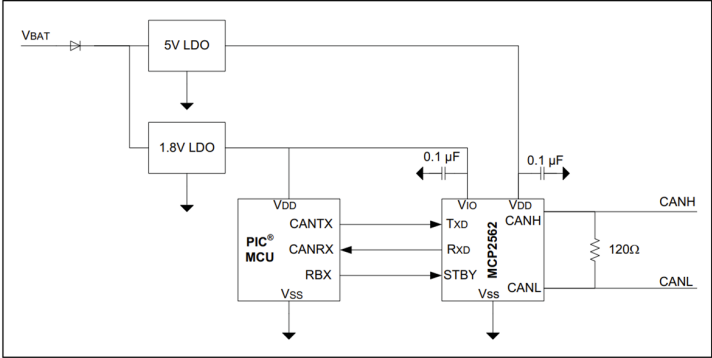 VBAT
5V LDO
1.8V LDO
0.1 µF
0.1 µF
VDD
VIO
VDD
CANTX
TXD
CANH
CANH
PIC®
MCU
CANRX
RXD
MCP2562
120Ω
RBX
STBY
CANL
CANL
VSS
Vss